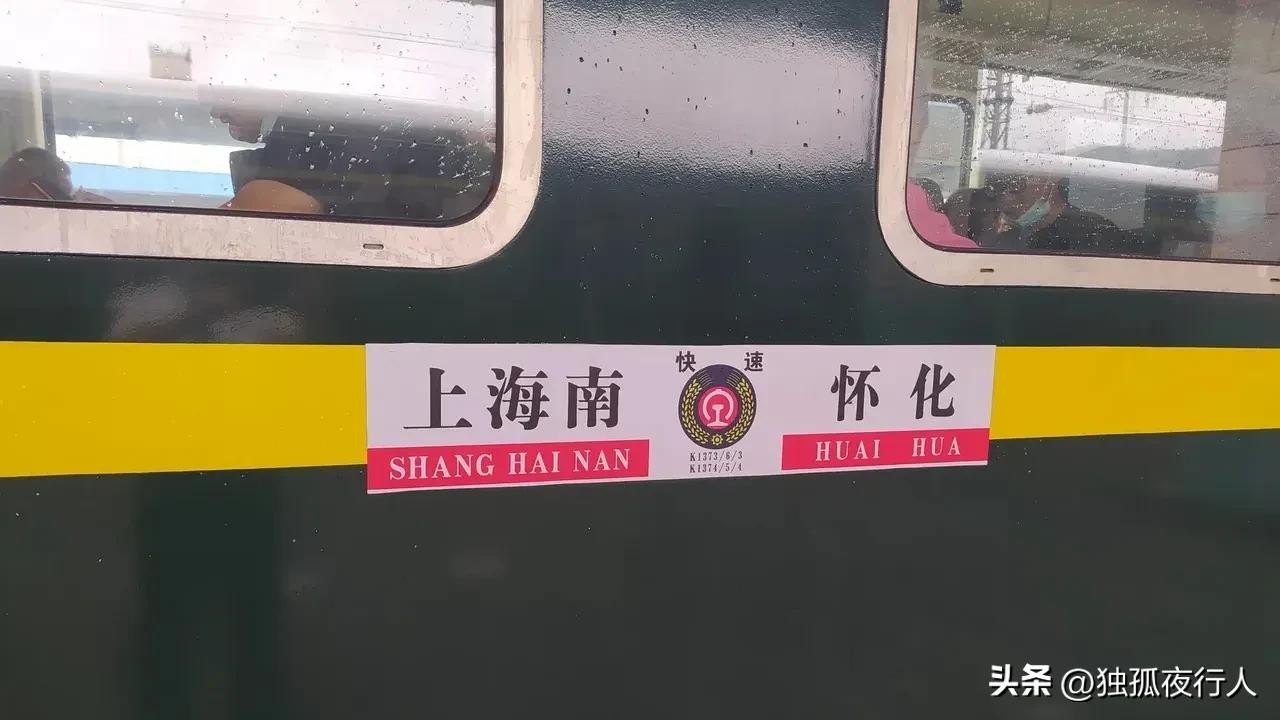 快速
上海南
怀化
SHANG HAI NAN
HUAI HUA
K1373/6/3
K1374/5/4
头条 @独孤夜行人